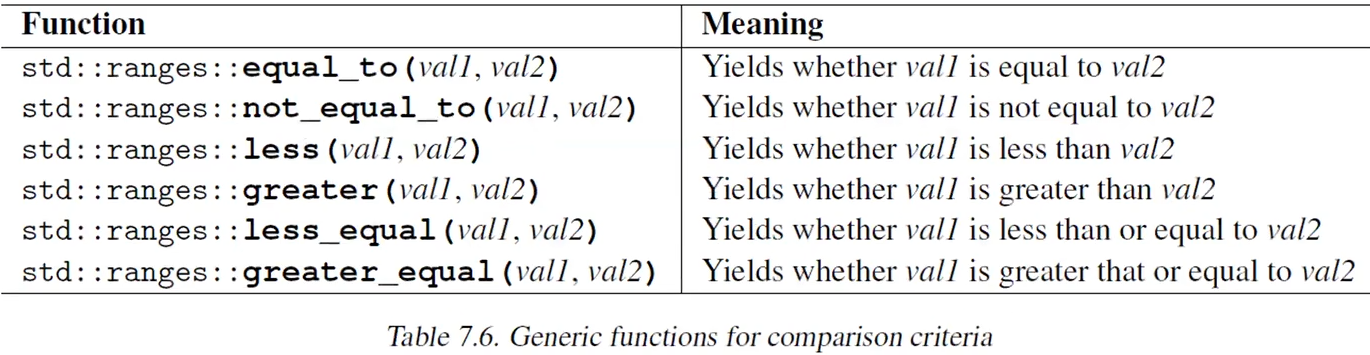 Function Meaning
std::ranges::equal_to(val1, val2) Yields whether val1 is equal to val2
std::ranges::not_equal_to(val1, val2) Yields whether val1 is not equal to val2
std::ranges::less(val1, val2) Yields whether val1 is less than val2
std::ranges::greater(val1, val2) Yields whether val1 is greater than val2
std::ranges::less_equal(val1, val2) Yields whether val1 is less than or equal to val2
std::ranges::greater_equal(val1, val2) Yields whether val1 is greater that or equal to val2
Table 7.6. Generic functions for comparison criteria